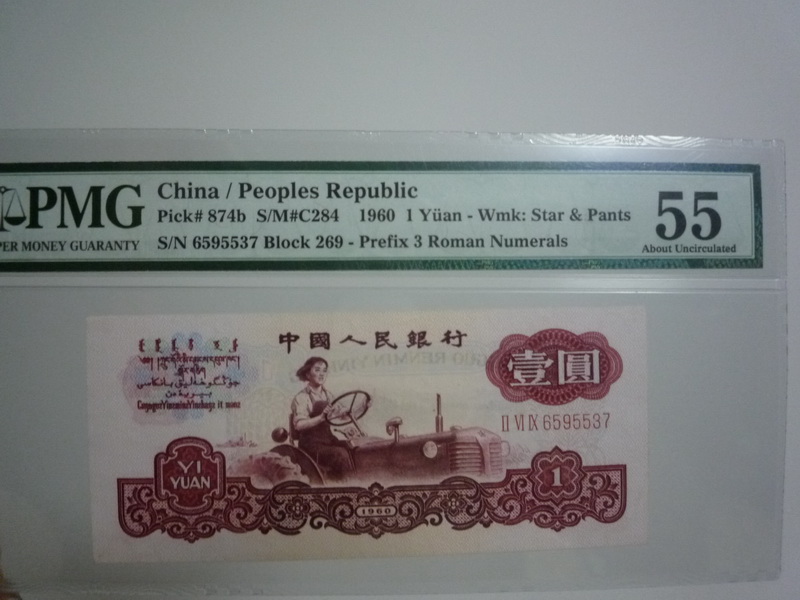 PMG
PER MONEY GUARANTY
China / Peoples Republic
Pick# 874b S/M#C284 1960 1 Yüan - Wmk: Star & Pants
S/N 6595537 Block 269 - Prefix 3 Roman Numerals
55
About Uncirculated
中國人民銀行
壹圓
II VI IX 6595537
YI
YUAN
1960
1